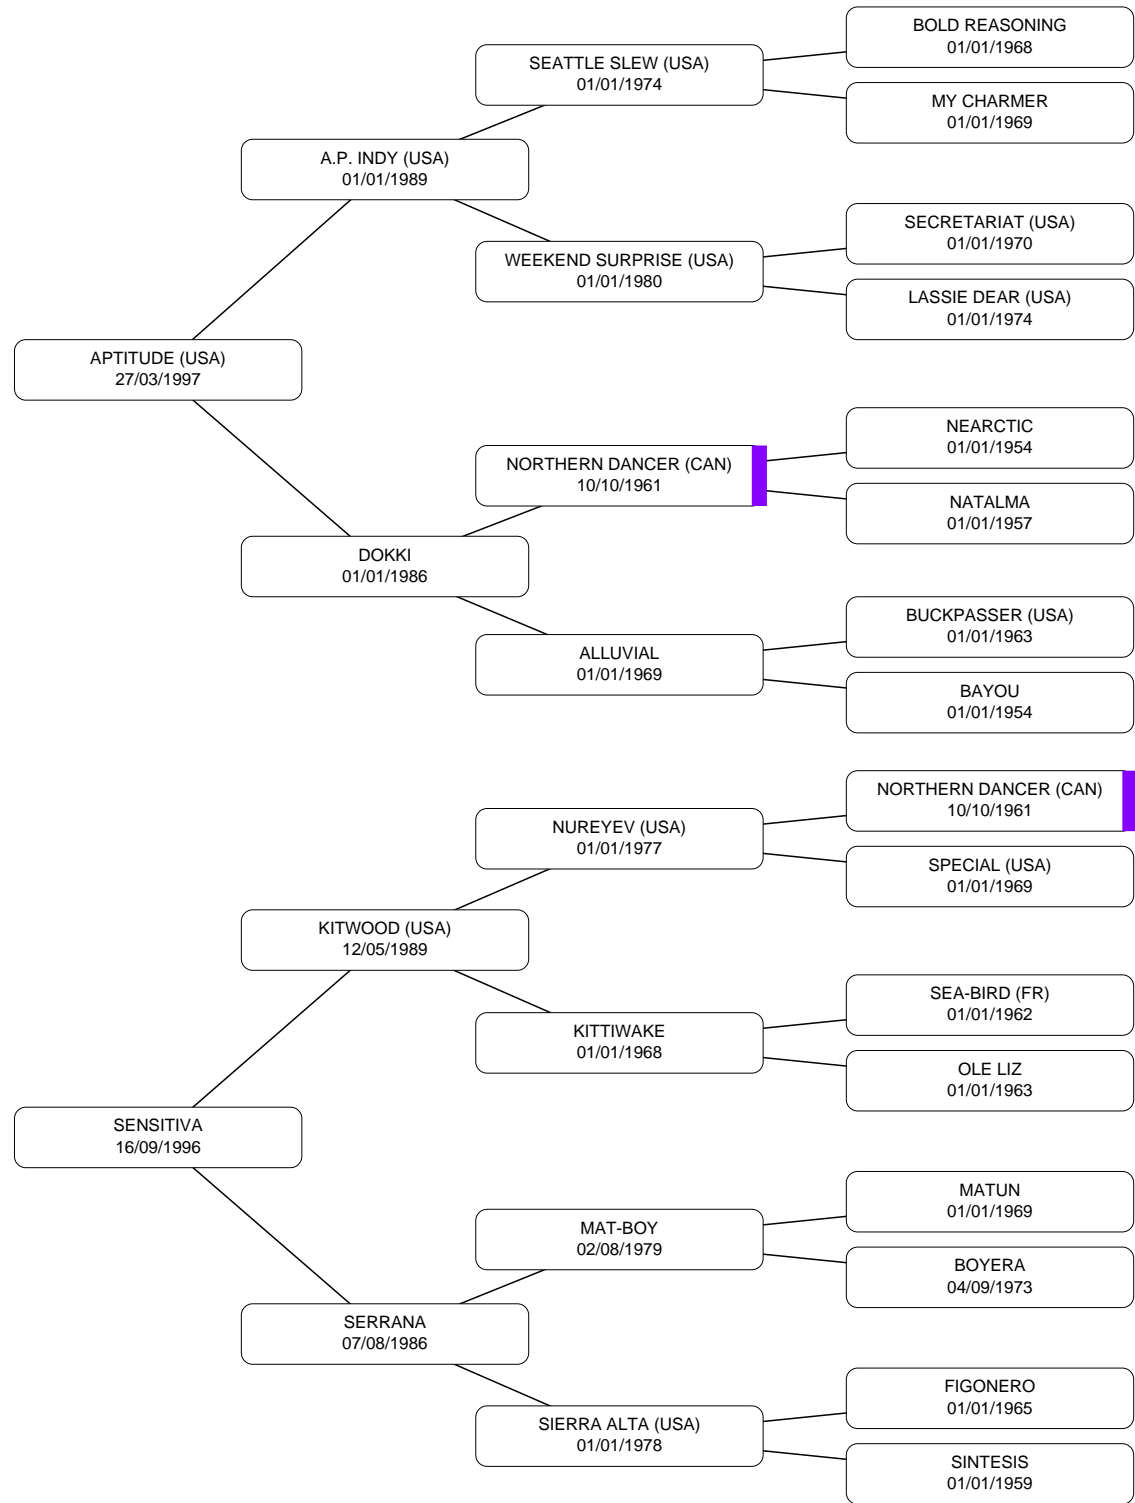 BOLD REASONING
01/01/1968
SEATTLE SLEW (USA)
01/01/1974
MY CHARMER
01/01/1969
A.P. INDY (USA)
01/01/1989
SECRETARIAT (USA)
01/01/1970
WEEKEND SURPRISE (USA)
01/01/1980
LASSIE DEAR (USA)
01/01/1974
APTITUDE (USA)
27/03/1997
NEARCTIC
01/01/1954
NORTHERN DANCER (CAN)
10/10/1961
NATALMA
01/01/1957
DOKKI
01/01/1986
BUCKPASSER (USA)
01/01/1963
ALLUVIAL
01/01/1969
BAYOU
01/01/1954
NORTHERN DANCER (CAN)
10/10/1961
NUREYEV (USA)
01/01/1977
SPECIAL (USA)
01/01/1969
KITWOOD (USA)
12/05/1989
SEA-BIRD (FR)
01/01/1962
KITTIWAKE
01/01/1968
OLE LIZ
01/01/1963
SENSITIVA
16/09/1996
MATUN
01/01/1969
MAT-BOY
02/08/1979
BOYERA
04/09/1973
SERRANA
07/08/1986
FIGONERO
01/01/1965
SIERRA ALTA (USA)
01/01/1978
SINTESIS
01/01/1959